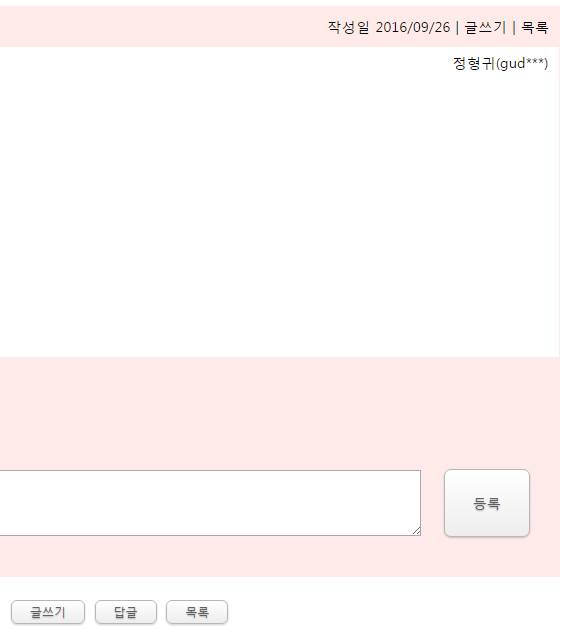 작성일 2016/09/26 | 글쓰기 | 목록
정형귀(gud***)
등록
글쓰기 답글 목록